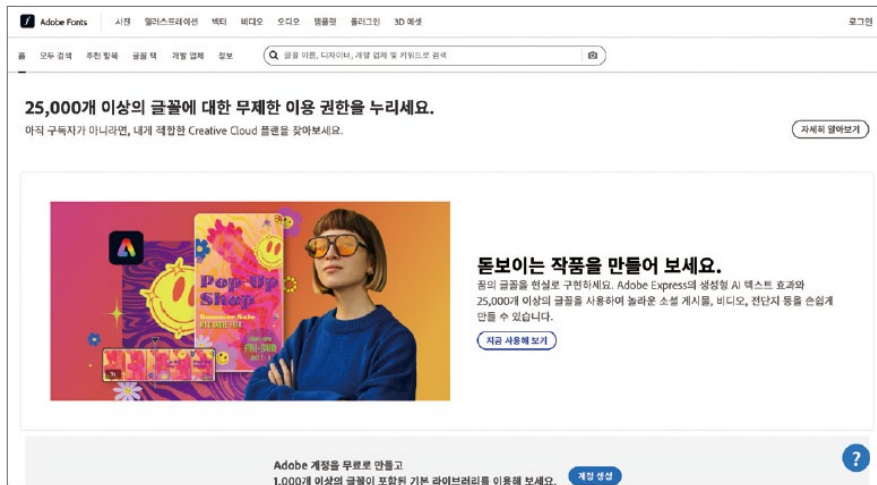 Adobe Fonts 사진 일러스트레이션 벡터 비디오 오디오 템플릿 플러그인 3D 에셋 로그인
홈 모두 검색 추천 항목 글꼴 팩 개발 업체 정보 글꼴 이름, 디자이너, 개발 업체 및 키워드로 검색
25,000개 이상의 글꼴에 대한 무제한 이용 권한을 누리세요.
아직 구독자가 아니라면, 내게 적합한 Creative Cloud 플랜을 찾아보세요.
자세히 알아보기
Pop-Up
Shop
Summer Sale
FRI-SUN
돋보이는 작품을 만들어 보세요.
꿈의 글꼴을 현실로 구현하세요. Adobe Express의 생성형 AI 텍스트 효과와
25,000개 이상의 글꼴을 사용하여 놀라운 소셜 게시물, 비디오, 전단지 등을 손쉽게
만들 수 있습니다.
지금 사용해 보기
Adobe 계정을 무료로 만들고
1,000개 이상의 글꼴이 포함된 기본 라이브러리를 이용해 보세요.
계정 생성
?